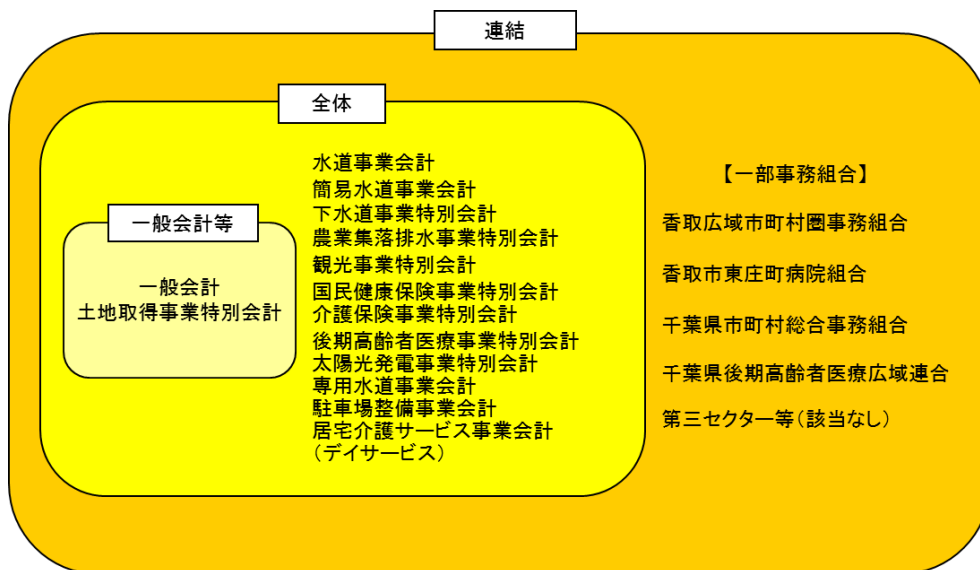 連結
全体
一般会計等
一般会計
土地取得事業特別会計
水道事業会計
簡易水道事業会計
下水道事業特別会計
農業集落排水事業特別会計
観光事業特別会計
国民健康保険事業特別会計
介護保険事業特別会計
後期高齢者医療事業特別会計
太陽光発電事業特別会計
専用水道事業会計
駐車場整備事業会計
居宅介護サービス事業会計
(デイサービス)
【一部事務組合】
香取広域市町村圏事務組合
香取市東庄町病院組合
千葉県市町村総合事務組合
千葉県後期高齢者医療広域連合
第三セクター等(該当なし)